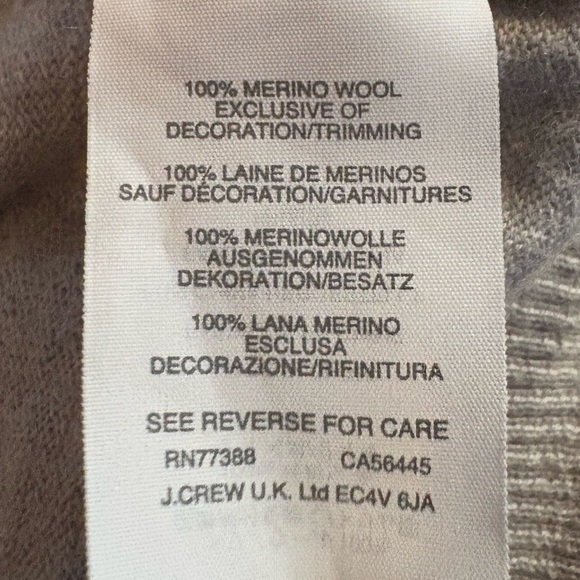 100% MERINO WOOL
EXCLUSIVE OF
DECORATION/TRIMMING
100% LAINE DE MERINOS
SAUF DÉCORATION/GARNITURES
100% MERINOWOLLE
AUSGENOMMEN
DEKORATION/BESATZ
100% LANA MERINO
ESCLUSA
DECORAZIONE/RIFINITURA
SEE REVERSE FOR CARE
RN77388 CA56445
J.CREW U.K. Ltd EC4V 6JA